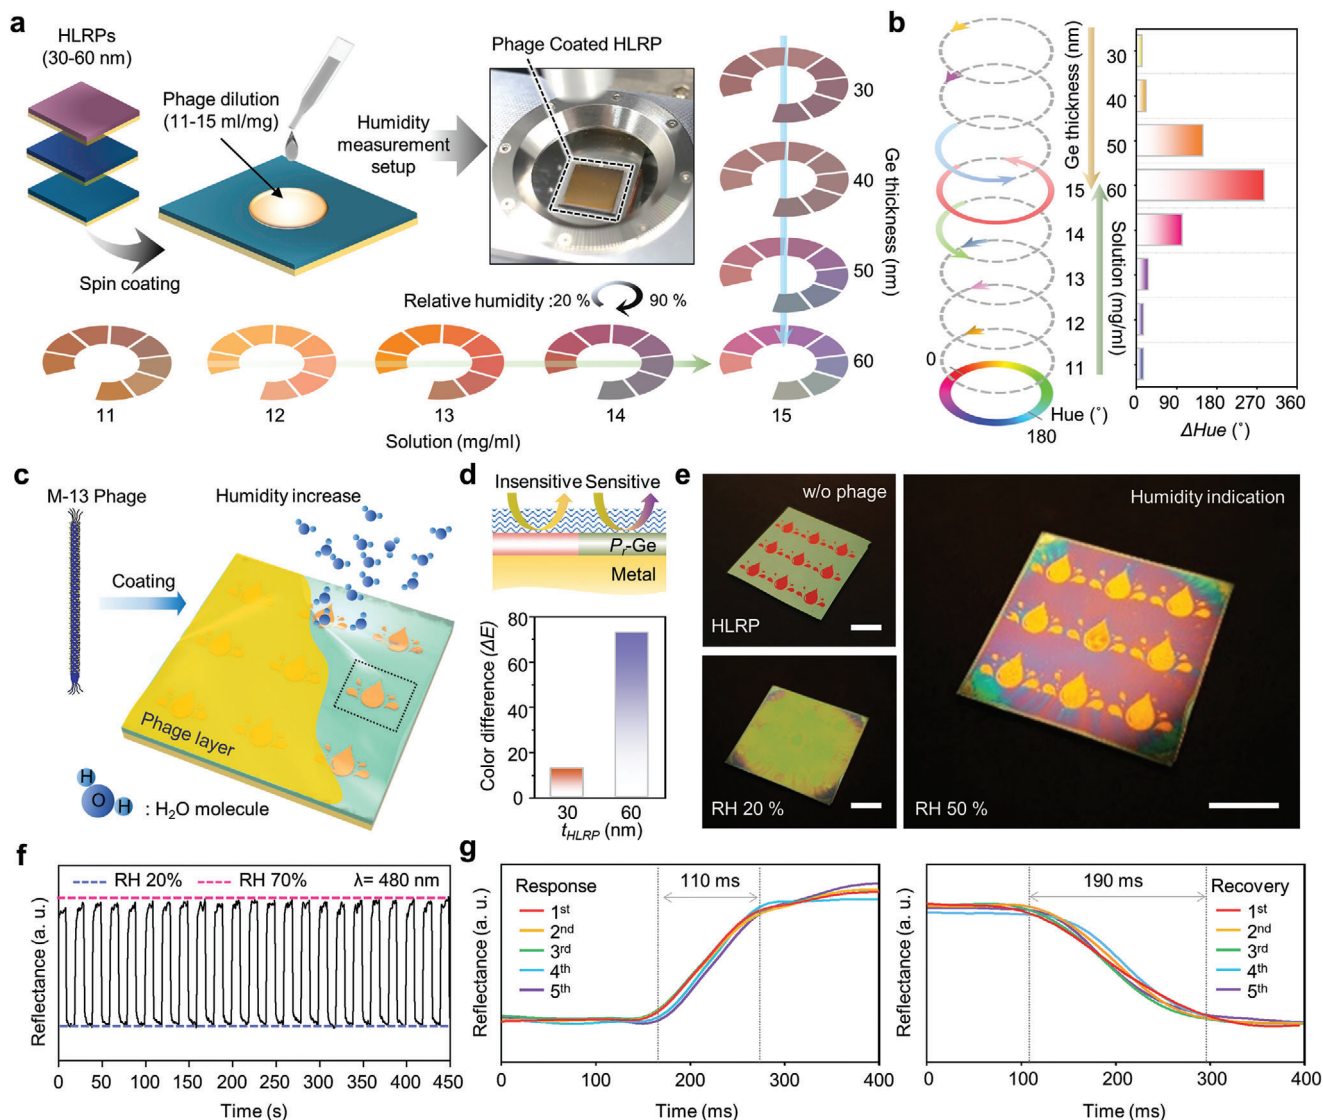 a
HLRPs
(30-60 nm)
Phage dilution
(11-15 ml/mg)
Spin coating
Humidity
measurement
setup
Phage Coated HLRP
Relative humidity :20 %
90 %
30
40
50
60
Ge thickness (nm)
11
12
13
14
15
Solution (mg/ml)
b
Ge thickness (nm)
Solution (mg/ml)
15
14
13
12
11
0
Hue (°)
180
30
40
50
60
0
90
180
270
360
ΔHue (°)
c
M-13 Phage
Coating
Humidity increase
Phage layer
H
O
H
: H₂O molecule
d
Insensitive
Sensitive
Pᵣ-Ge
Metal
Color difference (ΔE)
80
60
40
20
0
30
60
t_HLRP (nm)
e
w/o phage
HLRP
RH 20 %
Humidity indication
RH 50 %
f
RH 20%
RH 70%
λ= 480 nm
Reflectance (a. u.)
0 50 100 150 200 250 300 350 400 450
Time (s)
g
Response
1st
2nd
3rd
4th
5th
110 ms
Reflectance (a. u.)
0 100 200 300 400
Time (ms)
190 ms
Recovery
1st
2nd
3rd
4th
5th
Reflectance (a. u.)
0 100 200 300 400
Time (ms)